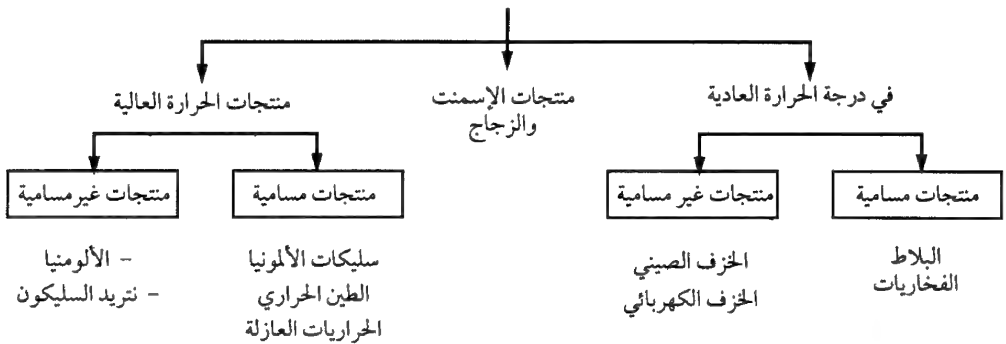 في درجة الحرارة العادية
منتجات الإسمنت
والزجاج
منتجات الحرارة العالية
منتجات مسامية
منتجات غير مسامية
منتجات مسامية
منتجات غير مسامية
البلاط
الفخاريات
الخزف الصيني
الخزف الكهربائي
سليكات الألمونيا
الطين الحراري
الحراريات العازلة
- الألومنيا
- نتريد السليكون